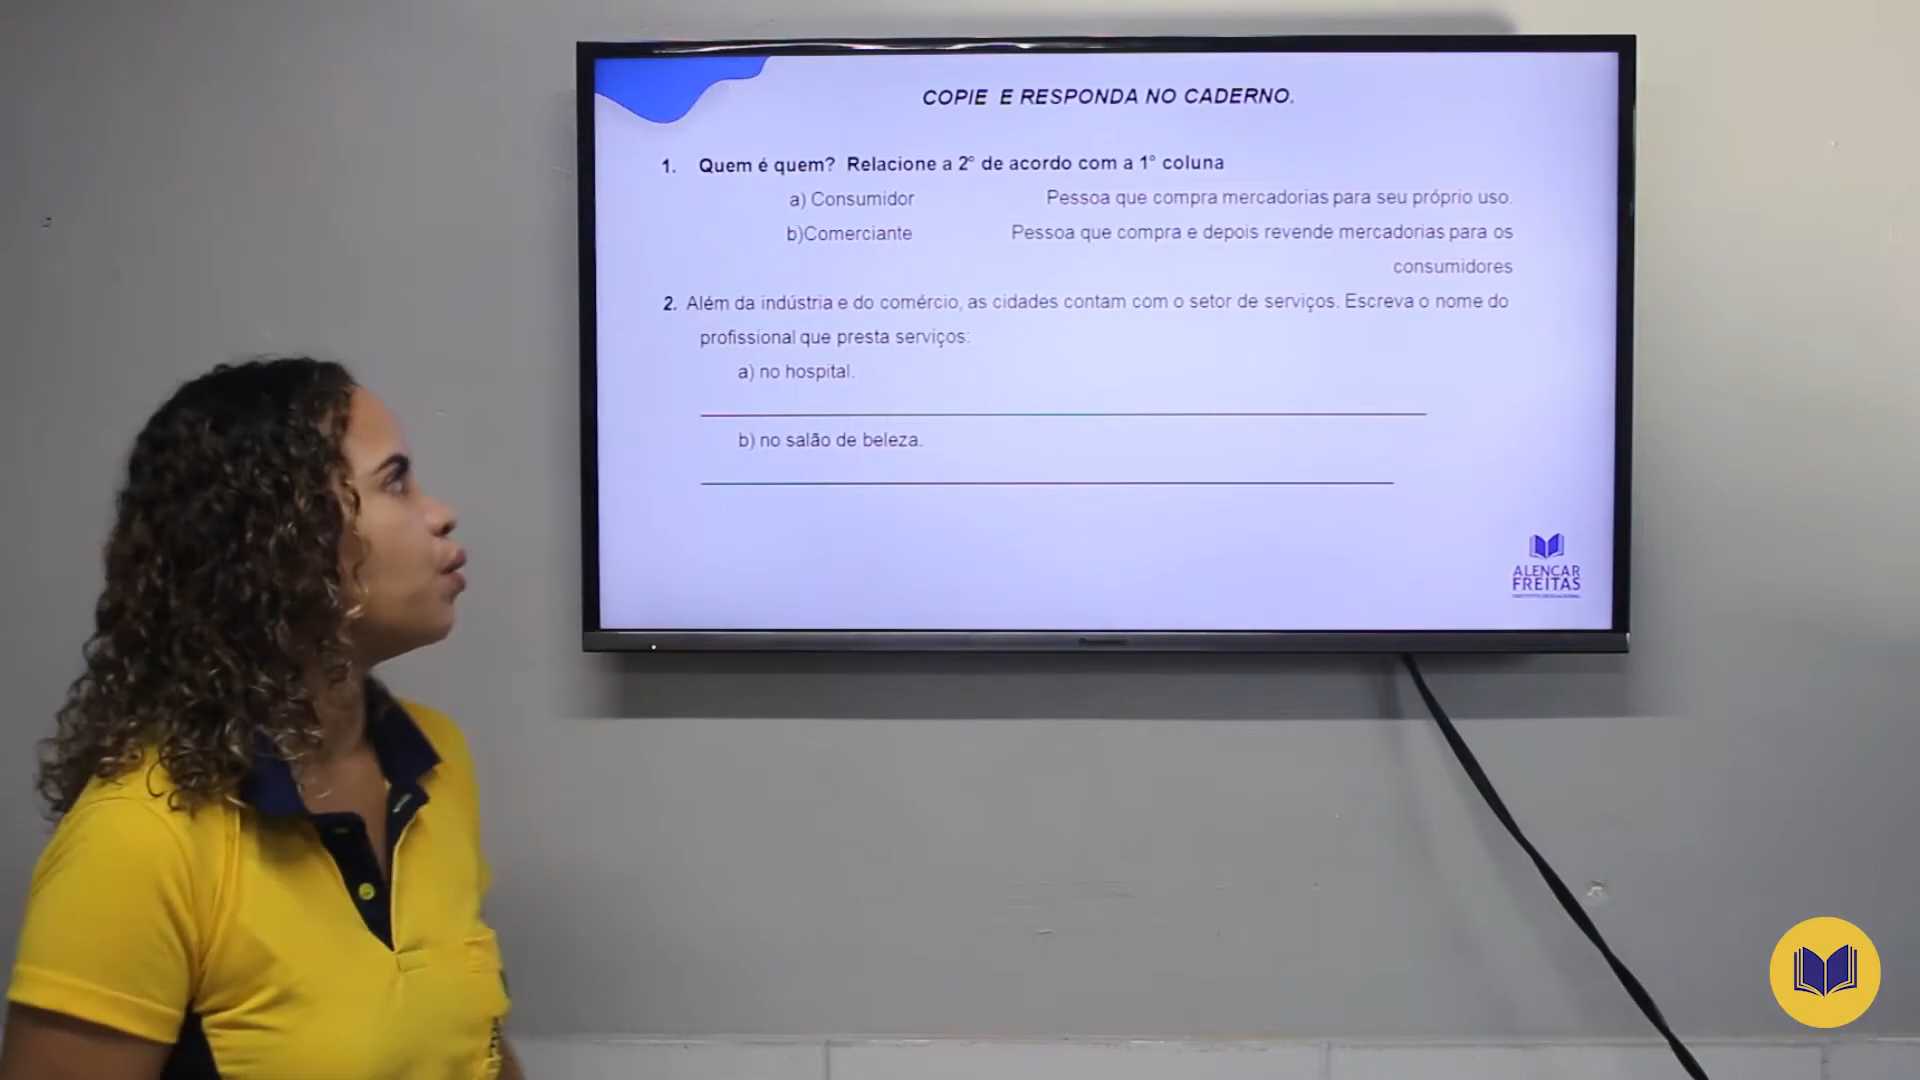 COPIE E RESPONDA NO CADERNO.
1. Quem é quem? Relacione a 2° de acordo com a 1° coluna
a) Consumidor Pessoa que compra mercadorias para seu próprio uso.
b)Comerciante Pessoa que compra e depois revende mercadorias para os
consumidores
2. Além da indústria e do comércio, as cidades contam com o setor de serviços. Escreva o nome do
profissional que presta serviços:
a) no hospital.
b) no salão de beleza.
ALENCAR
FREITAS